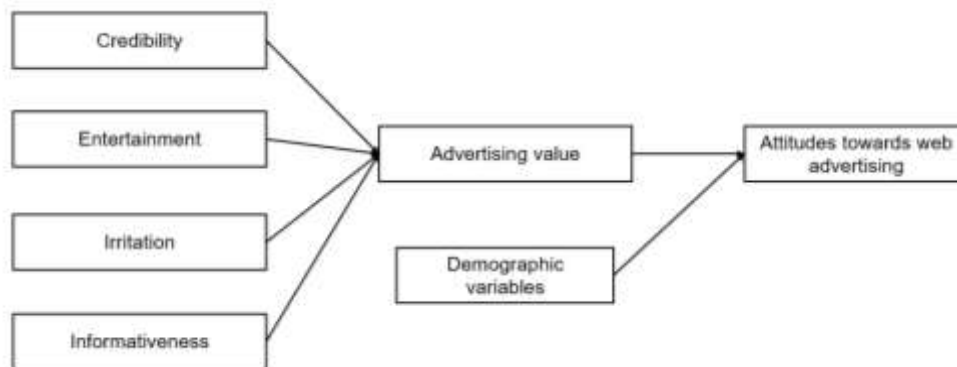 Credibility
Entertainment
Advertising value
Attitudes towards web
advertising
Irritation
Demographic
variables
Informativeness